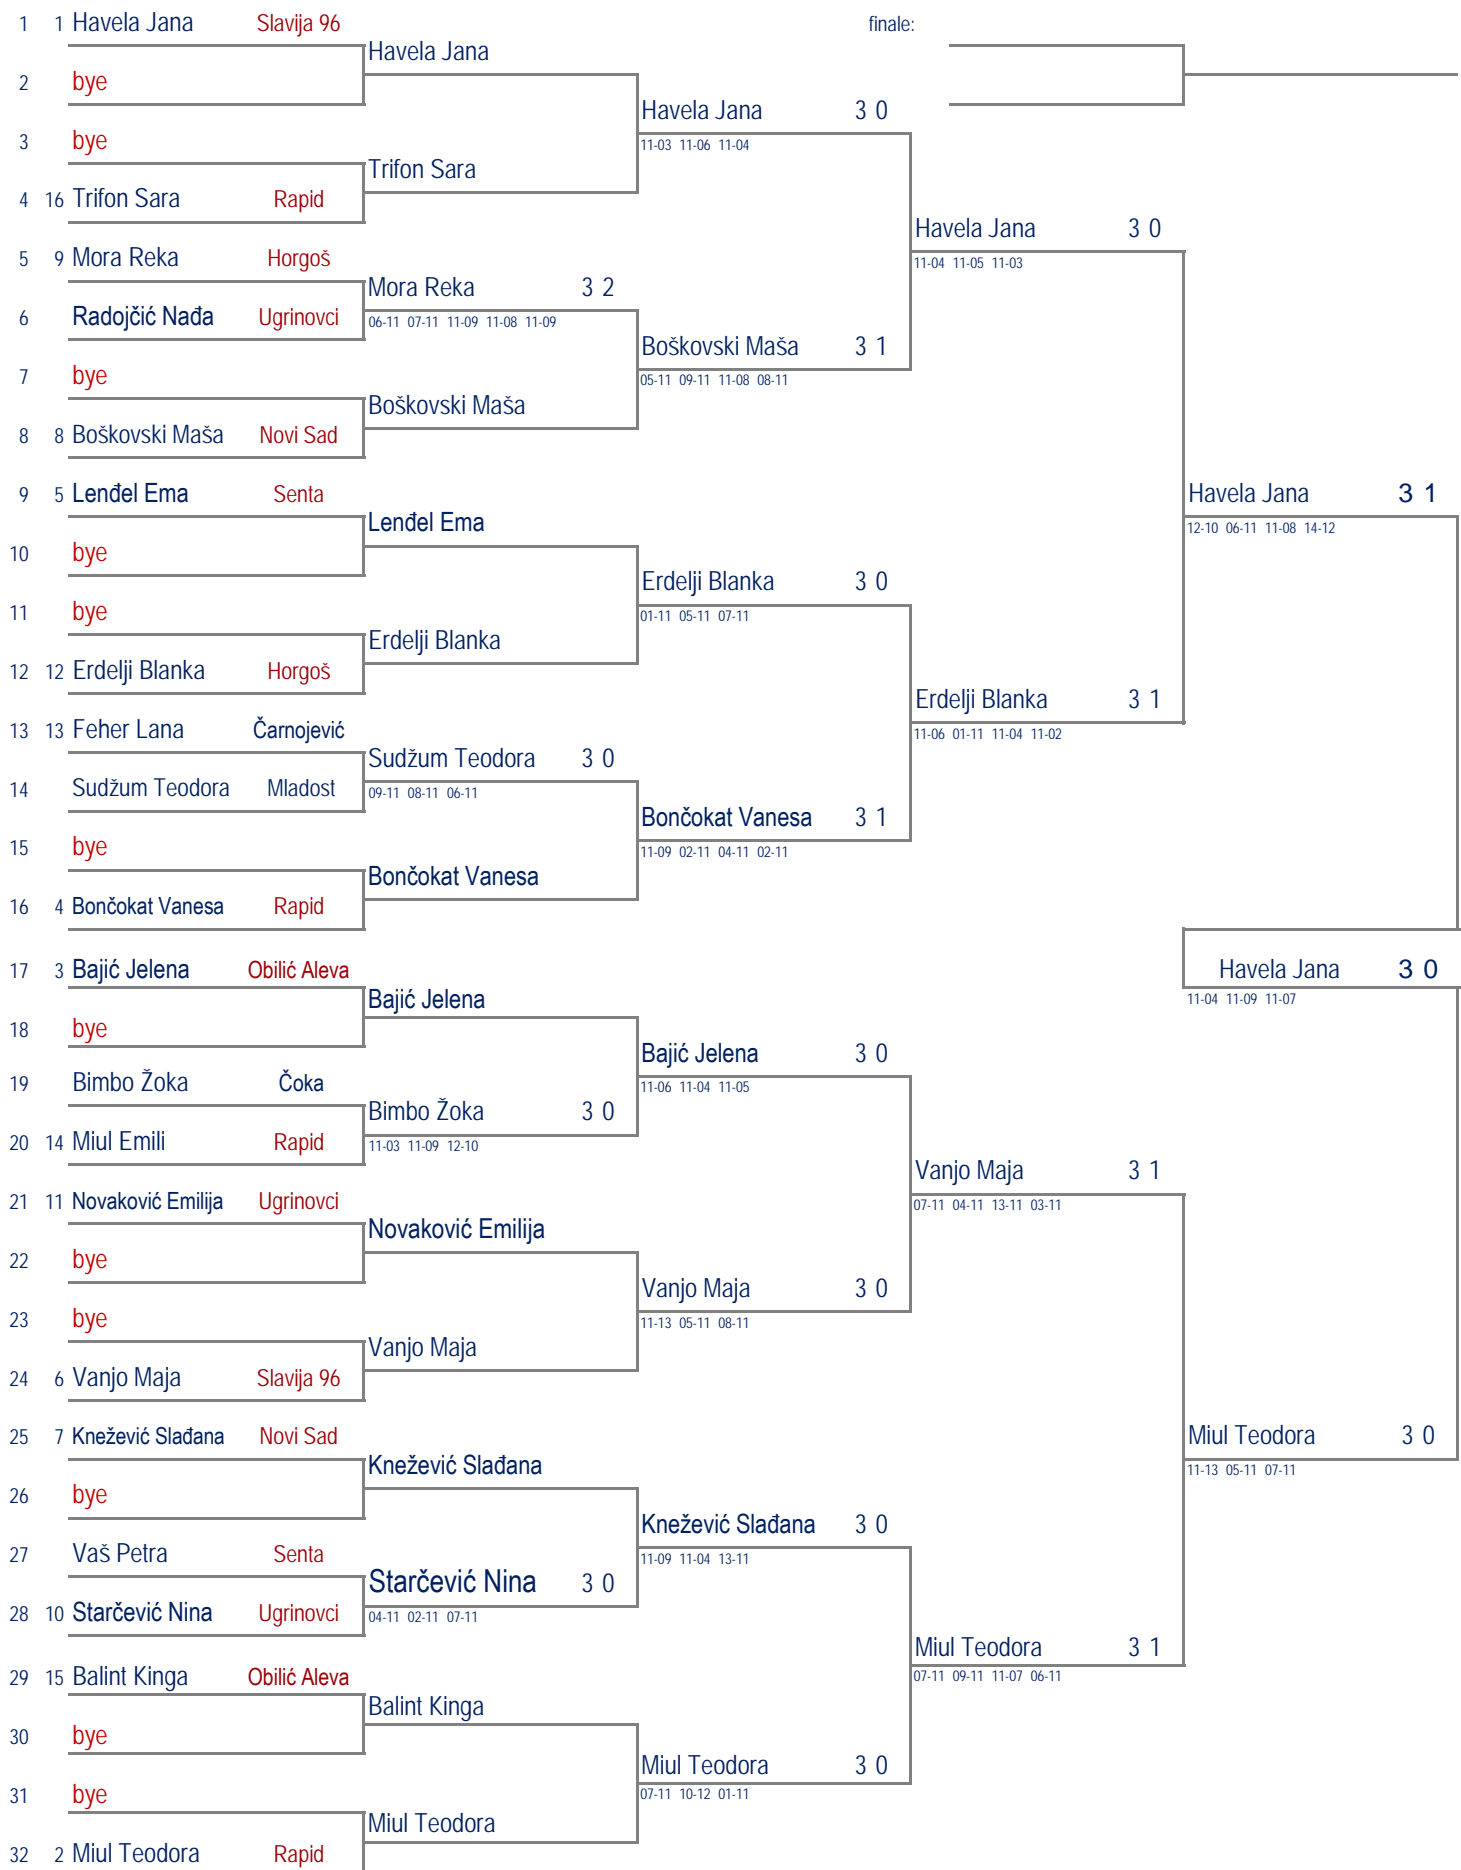 1 1 Havela Jana Slavija 96 finale:
Havela Jana
2 bye
Havela Jana 3 0
3 bye
11-03 11-06 11-04
Trifon Sara
4 16 Trifon Sara Rapid
Havela Jana 3 0
5 9 Mora Reka Horgoš
11-04 11-05 11-03
Mora Reka 3 2
6 Radojčić Nađa Ugrinovci
06-11 07-11 11-09 11-08 11-09
Boškovski Maša 3 1
7 bye
05-11 09-11 11-08 08-11
Boškovski Maša
8 8 Boškovski Maša Novi Sad
9 5 Lenđel Ema Senta
Havela Jana 3 1
Lenđel Ema
12-10 06-11 11-08 14-12
10 bye
Erdelji Blanka 3 0
11 bye
01-11 05-11 07-11
Erdelji Blanka
12 12 Erdelji Blanka Horgoš
Erdelji Blanka 3 1
13 13 Feher Lana Čarnojević
11-06 01-11 11-04 11-02
Sudžum Teodora 3 0
14 Sudžum Teodora Mladost
09-11 08-11 06-11
Bončokat Vanesa 3 1
15 bye
11-09 02-11 04-11 02-11
Bončokat Vanesa
16 4 Bončokat Vanesa Rapid
17 3 Bajić Jelena Obilić Aleva
Havela Jana 3 0
Bajić Jelena
11-04 11-09 11-07
18 bye
Bajić Jelena 3 0
19 Bimbo Žoka Čoka
11-06 11-04 11-05
Bimbo Žoka 3 0
20 14 Miul Emili Rapid
11-03 11-09 12-10
Vanjo Maja 3 1
21 11 Novaković Emilija Ugrinovci
07-11 04-11 13-11 03-11
Novaković Emilija
22 bye
Vanjo Maja 3 0
23 bye
11-13 05-11 08-11
Vanjo Maja
24 6 Vanjo Maja Slavija 96
25 7 Knežević Slađana Novi Sad
Miul Teodora 3 0
Knežević Slađana
11-13 05-11 07-11
26 bye
Knežević Slađana 3 0
27 Vaš Petra Senta
11-09 11-04 13-11
Starčević Nina 3 0
28 10 Starčević Nina Ugrinovci
04-11 02-11 07-11
Miul Teodora 3 1
29 15 Balint Kinga Obilić Aleva
07-11 09-11 11-07 06-11
Balint Kinga
30 bye
Miul Teodora 3 0
31 bye
07-11 10-12 01-11
Miul Teodora
32 2 Miul Teodora Rapid